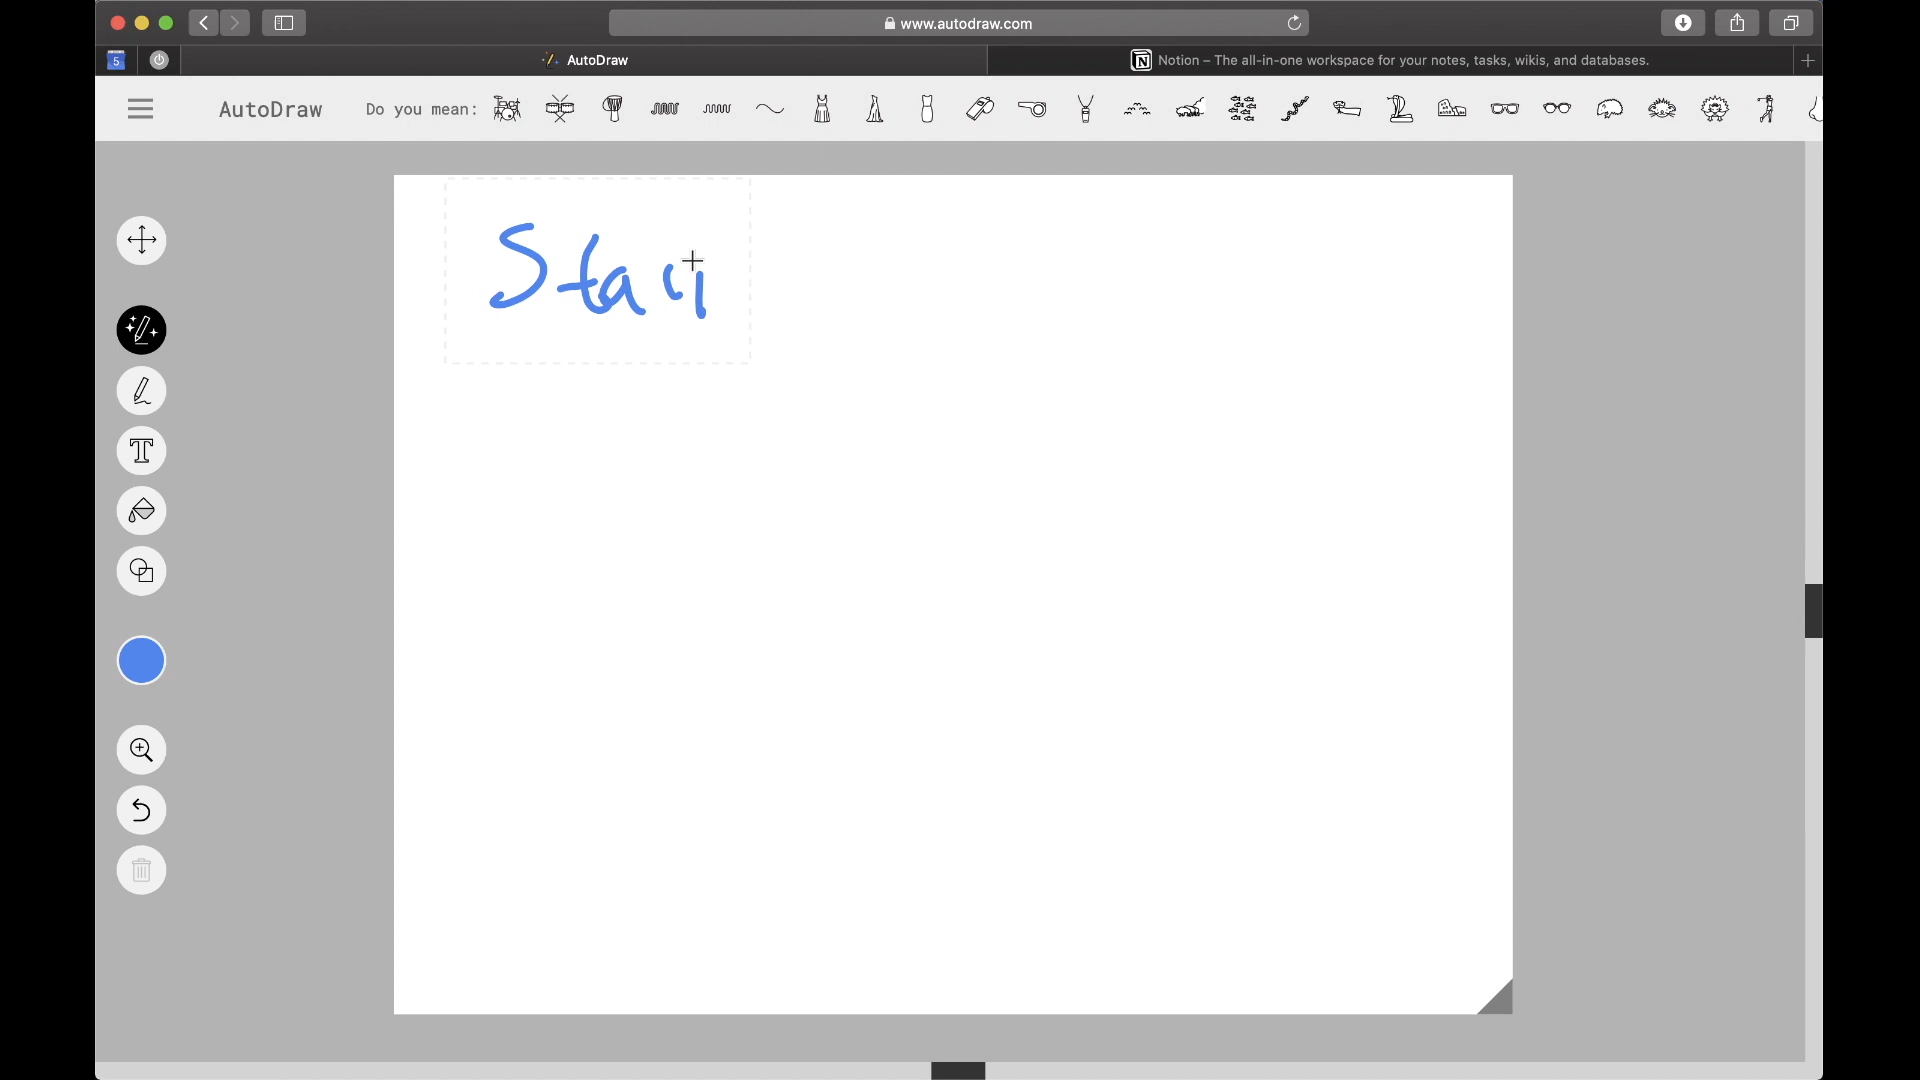 www.autodraw.com
5
AutoDraw
Notion – The all-in-one workspace for your notes, tasks, wikis, and databases.
AutoDraw
Do you mean: